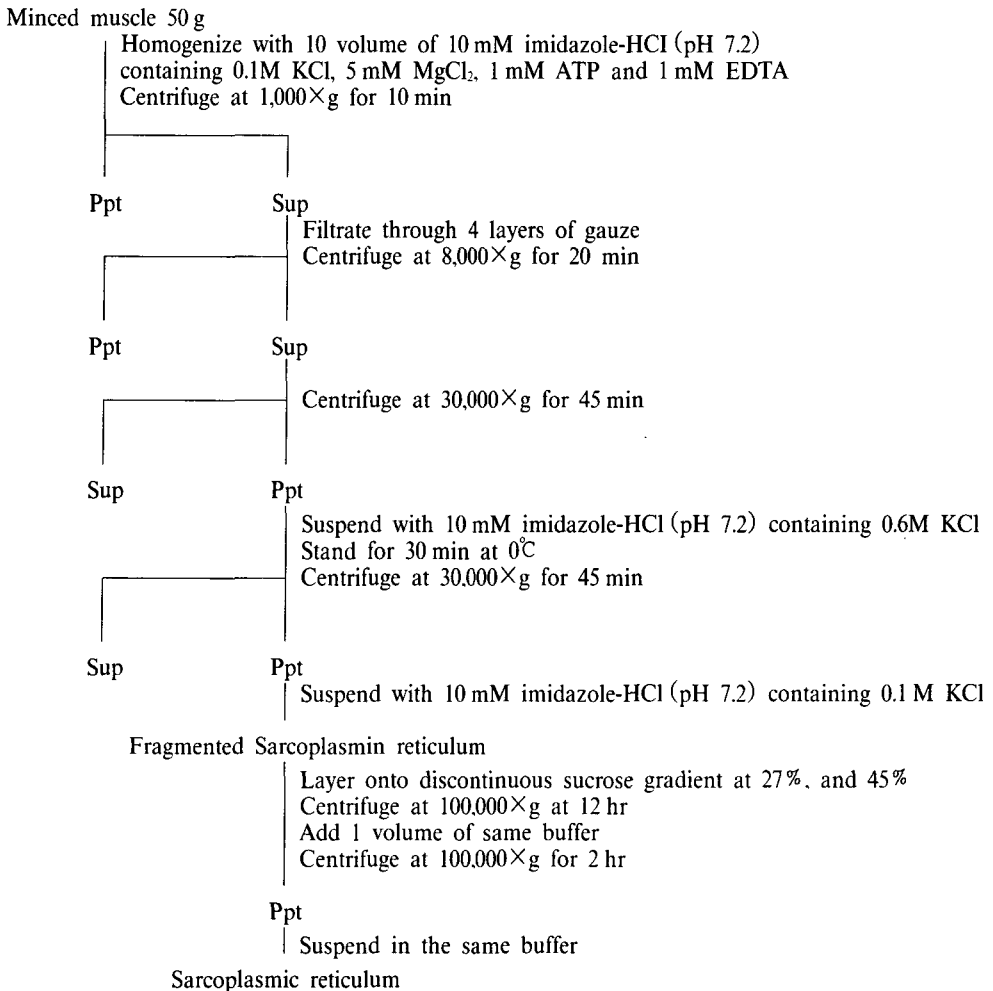 Minced muscle 50 g
Homogenize with 10 volume of 10 mM imidazole-HCl (pH 7.2)
containing 0.1M KCl, 5 mM MgCl₂, 1 mM ATP and 1 mM EDTA
Centrifuge at 1,000×g for 10 min
Ppt Sup
Filtrate through 4 layers of gauze
Centrifuge at 8,000×g for 20 min
Ppt Sup
Centrifuge at 30,000×g for 45 min
Sup Ppt
Suspend with 10 mM imidazole-HCl (pH 7.2) containing 0.6M KCl
Stand for 30 min at 0℃
Centrifuge at 30,000×g for 45 min
Sup Ppt
Suspend with 10 mM imidazole-HCl (pH 7.2) containing 0.1 M KCl
Fragmented Sarcoplasmin reticulum
Layer onto discontinuous sucrose gradient at 27%, and 45%
Centrifuge at 100,000×g at 12 hr
Add 1 volume of same buffer
Centrifuge at 100,000×g for 2 hr
Ppt
Suspend in the same buffer
Sarcoplasmic reticulum